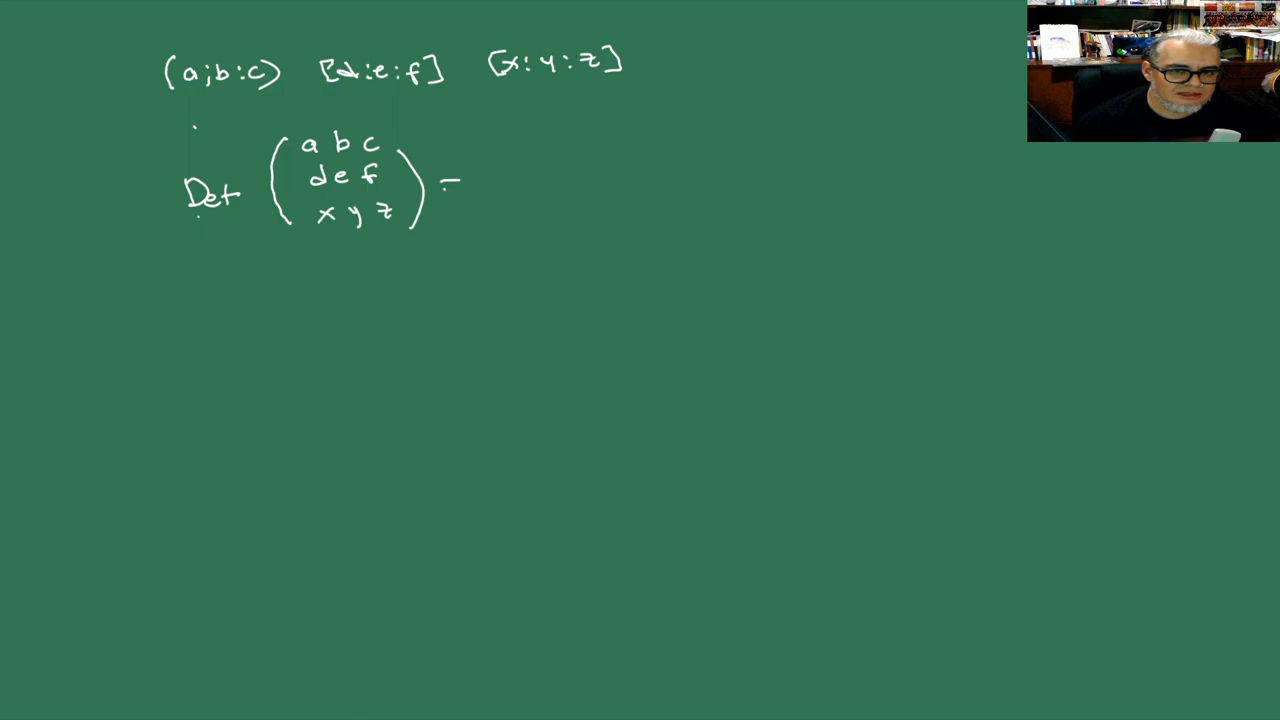 (a;b:c) [d:e:f] [x:y:z]
a b c
d e f
Det ( ) =
x y z